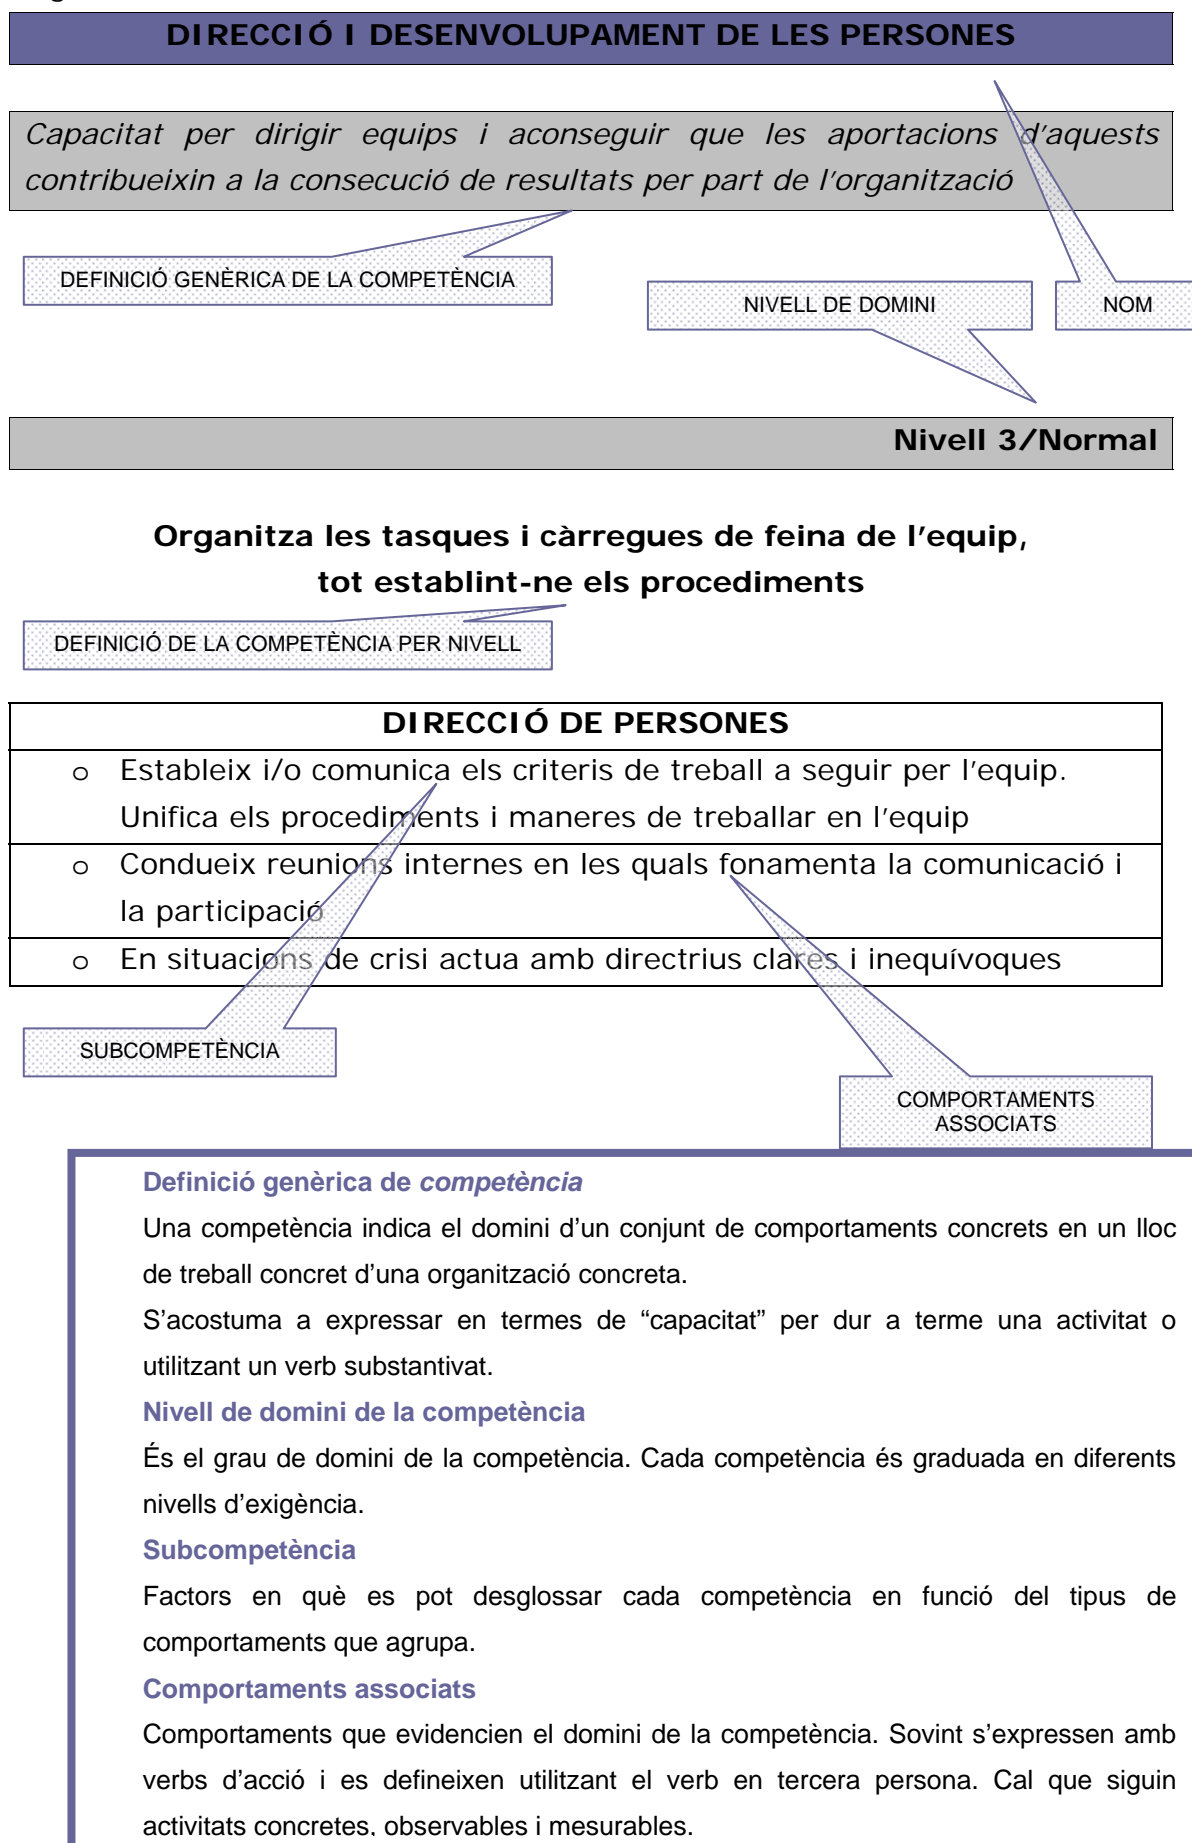 DIRECCIÓ I DESENVOLUPAMENT DE LES PERSONES
Capacitat per dirigir equips i aconseguir que les aportacions d'aquests
contribueixin a la consecució de resultats per part de l'organització
DEFINICIÓ GENÈRICA DE LA COMPETÈNCIA
NIVELL DE DOMINI
NOM
Nivell 3/Normal
Organitza les tasques i càrregues de feina de l'equip,
tot establint-ne els procediments
DEFINICIÓ DE LA COMPETÈNCIA PER NIVELL
DIRECCIÓ DE PERSONES
o Estableix i/o comunica els criteris de treball a seguir per l'equip.
Unifica els procediments i maneres de treballar en l'equip
o Condueix reunions internes en les quals fonamenta la comunicació i
la participació
o En situacions de crisi actua amb directrius clares i inequívoques
SUBCOMPETÈNCIA
COMPORTAMENTS
ASSOCIATS
Definició genèrica de competència
Una competència indica el domini d'un conjunt de comportaments concrets en un lloc
de treball concret d'una organització concreta.
S'acostuma a expressar en termes de “capacitat” per dur a terme una activitat o
utilitzant un verb substantivat.
Nivell de domini de la competència
És el grau de domini de la competència. Cada competència és graduada en diferents
nivells d'exigència.
Subcompetència
Factors en què es pot desglossar cada competència en funció del tipus de
comportaments que agrupa.
Comportaments associats
Comportaments que evidencien el domini de la competència. Sovint s'expressen amb
verbs d'acció i es defineixen utilitzant el verb en tercera persona. Cal que siguin
activitats concretes, observables i mesurables.